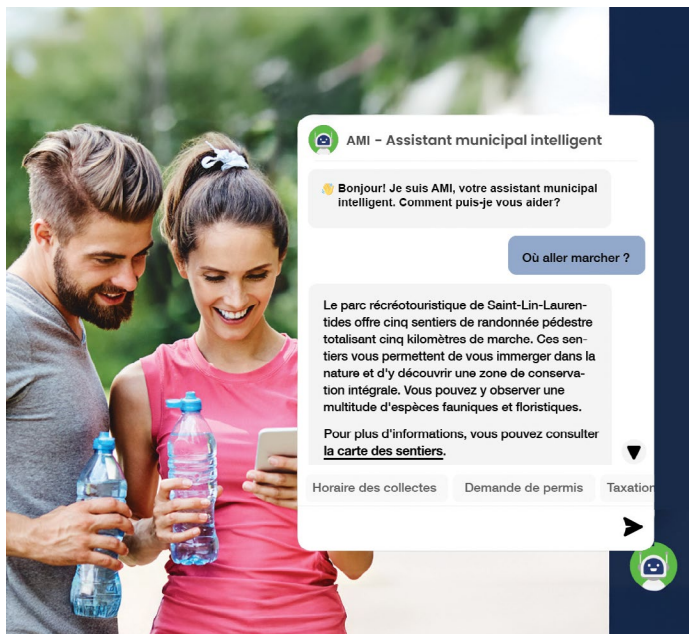 AMI - Assistant municipal intelligent
👋 Bonjour! Je suis AMI, votre assistant municipal
intelligent. Comment puis-je vous aider?
Où aller marcher ?
Le parc récréotouristique de Saint-Lin-Lauren-
tides offre cinq sentiers de randonnée pédestre
totalisant cinq kilomètres de marche. Ces sen-
tiers vous permettent de vous immerger dans la
nature et d'y découvrir une zone de conserva-
tion intégrale. Vous pouvez y observer une
multitude d'espèces fauniques et floristiques.
Pour plus d'informations, vous pouvez consulter
la carte des sentiers.
Horaire des collectes Demande de permis Taxation